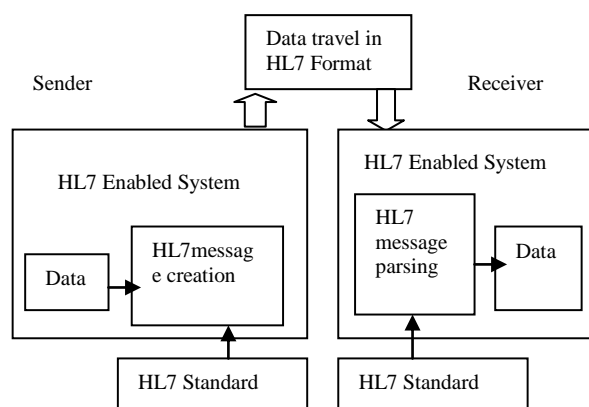 Data travel in
HL7 Format
Sender
Receiver
HL7 Enabled System
Data
HL7messag
e creation
HL7 Standard
HL7 Enabled System
HL7
message
parsing
Data
HL7 Standard